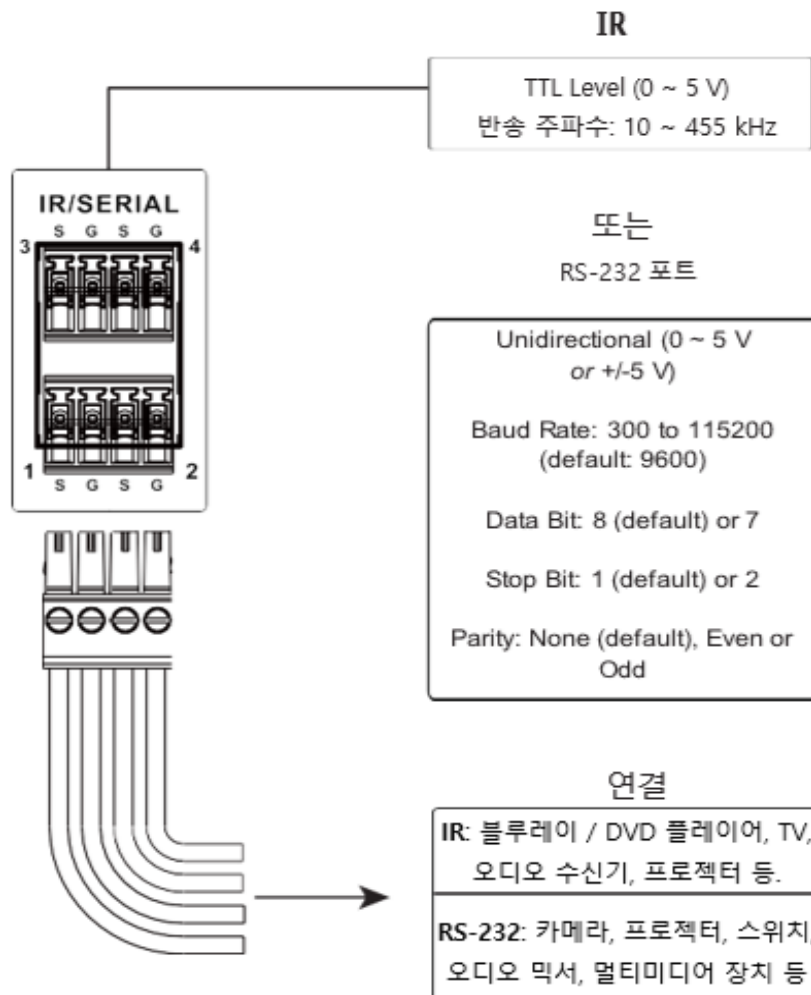 IR
TTL Level (0 ~ 5 V)
반송 주파수: 10 ~ 455 kHz
IR/SERIAL
S G S G
3 4
1 2
S G S G
또는
RS-232 포트
Unidirectional (0 ~ 5 V
or +/-5 V)
Baud Rate: 300 to 115200
(default: 9600)
Data Bit: 8 (default) or 7
Stop Bit: 1 (default) or 2
Parity: None (default), Even or
Odd
연결
IR: 블루레이 / DVD 플레이어, TV,
오디오 수신기, 프로젝터 등.
RS-232: 카메라, 프로젝터, 스위치,
오디오 믹서, 멀티미디어 장치 등